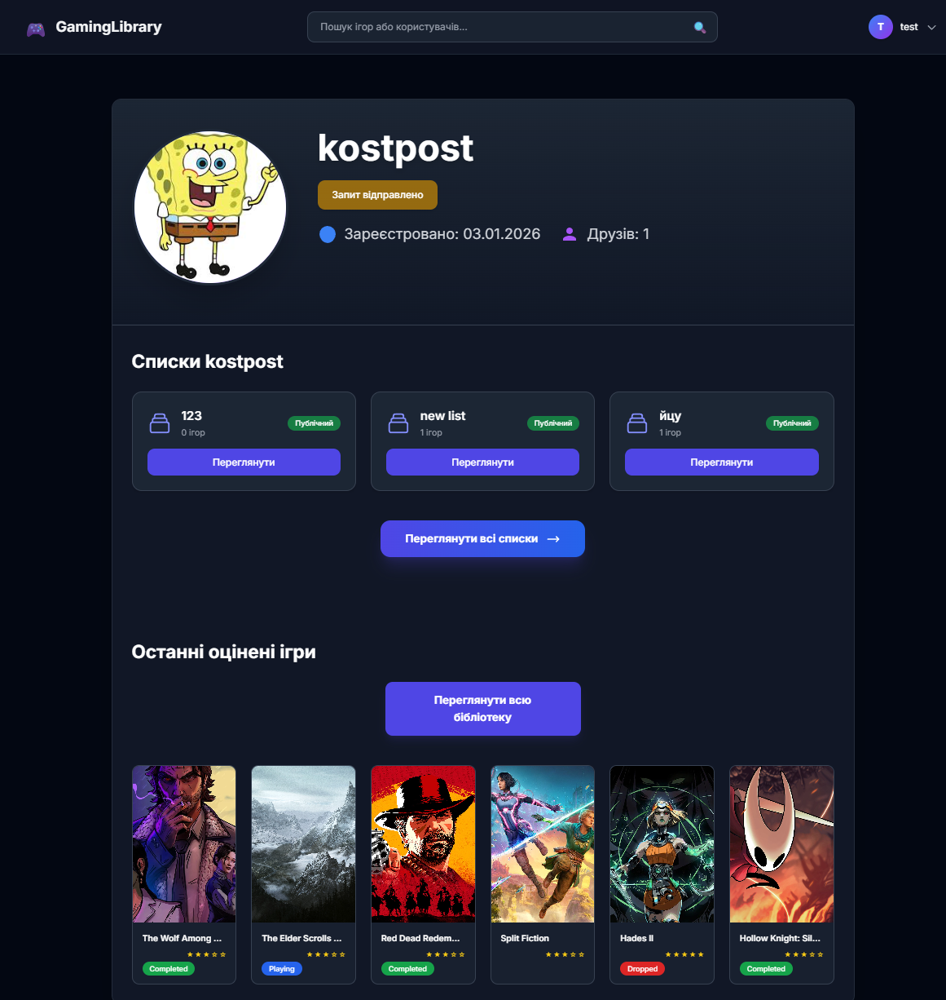 GamingLibrary
Пошук ігор або користувачів...
T
test
kostpost
Запит відправлено
Зареєстровано: 03.01.2026
Друзів: 1
Списки kostpost
123
0 ігор
Публічний
Переглянути
new list
1 ігор
Публічний
Переглянути
йцу
1 ігор
Публічний
Переглянути
Переглянути всі списки →
Останні оцінені ігри
Переглянути всю
бібліотеку
The Wolf Among ...
★★★☆☆
Completed
The Elder Scrolls ...
★★★☆☆
Playing
Red Dead Redem...
★★★☆☆
Completed
Split Fiction
★★★☆☆
Hades II
★★★★★
Dropped
Hollow Knight: Sil...
★★★☆☆
Completed